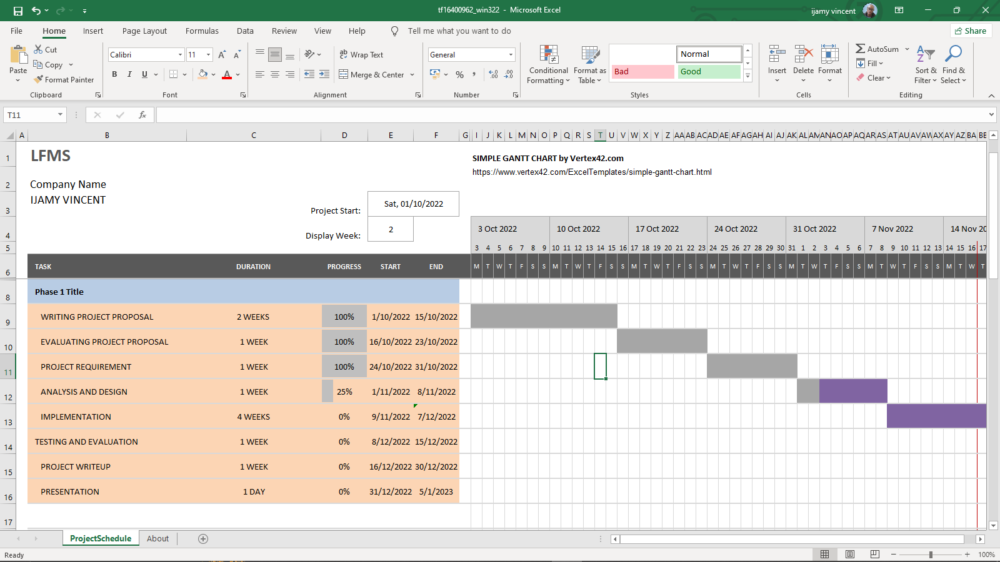 tf16400962_win322 - Microsoft Excel
ijamy vincent
File Home Insert Page Layout Formulas Data Review View Help Tell me what you want to do
Share
Paste
Cut
Copy
Format Painter
Clipboard
Calibri 11
B I U
Font
Wrap Text
Merge & Center
Alignment
General
%
Number
Conditional Formatting
Format as Table
Normal
Bad Good
Styles
Insert Delete Format
Cells
AutoSum
Fill
Clear
Sort & Filter
Find & Select
Editing
T11
fx
A B C D E F G I J K L M N O P Q R S T U V W X Y Z AA AB AC AD AE AF AG AH AI AJ AK AL AM AN AO AP AQ AR AS AT AU AV AW AX AY AZ BA BB
1 LFMS
SIMPLE GANTT CHART by Vertex42.com
https://www.vertex42.com/ExcelTemplates/simple-gantt-chart.html
2 Company Name
IJAMY VINCENT
3 Project Start: Sat, 01/10/2022
4 Display Week: 2
3 Oct 2022 10 Oct 2022 17 Oct 2022 24 Oct 2022 31 Oct 2022 7 Nov 2022 14 Nov 20
5 3 4 5 6 7 8 9 10 11 12 13 14 15 16 17 18 19 20 21 22 23 24 25 26 27 28 29 30 31 1 2 3 4 5 6 7 8 9 10 11 12 13 14 15 16 17
6 TASK DURATION PROGRESS START END M T W T F S S M T W T F S S M T W T F S S M T W T F S S M T W T F S S M T W T F S S M T W T
8 Phase 1 Title
9 WRITING PROJECT PROPOSAL 2 WEEKS 100% 1/10/2022 15/10/2022
10 EVALUATING PROJECT PROPOSAL 1 WEEK 100% 16/10/2022 23/10/2022
11 PROJECT REQUIREMENT 1 WEEK 100% 24/10/2022 31/10/2022
12 ANALYSIS AND DESIGN 1 WEEK 25% 1/11/2022 8/11/2022
13 IMPLEMENTATION 4 WEEKS 0% 9/11/2022 7/12/2022
14 TESTING AND EVALUATION 1 WEEK 0% 8/12/2022 15/12/2022
15 PROJECT WRITEUP 1 WEEK 0% 16/12/2022 30/12/2022
16 PRESENTATION 1 DAY 0% 31/12/2022 5/1/2023
17
ProjectSchedule About
Ready
100%